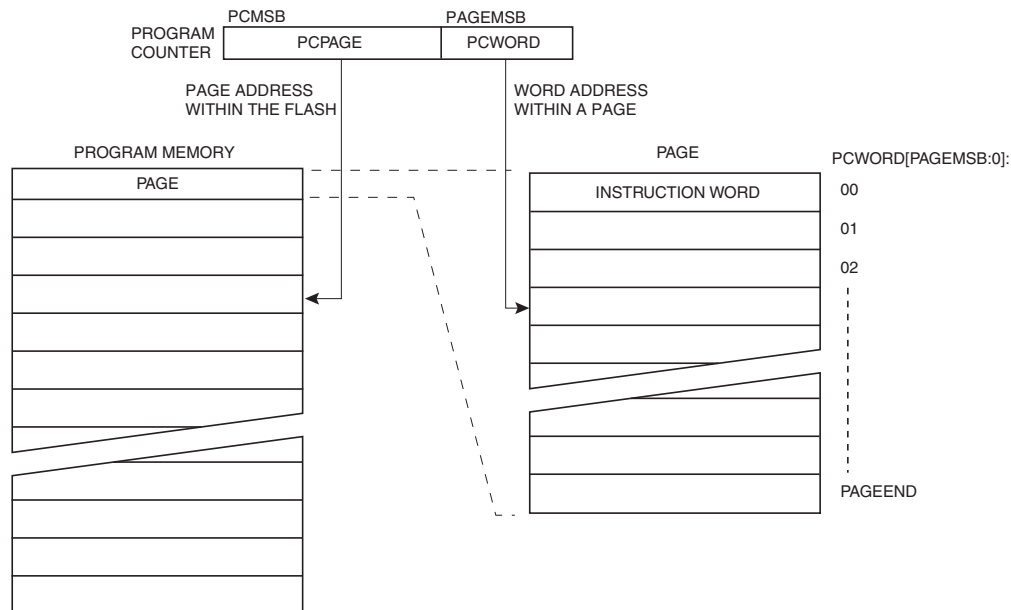 PCMSB
PAGEMSB
PROGRAM
COUNTER
PCPAGE
PCWORD
PAGE ADDRESS
WITHIN THE FLASH
WORD ADDRESS
WITHIN A PAGE
PROGRAM MEMORY
PAGE
PAGE
INSTRUCTION WORD
PCWORD[PAGEMSB:0]:
00
01
02
PAGEEND